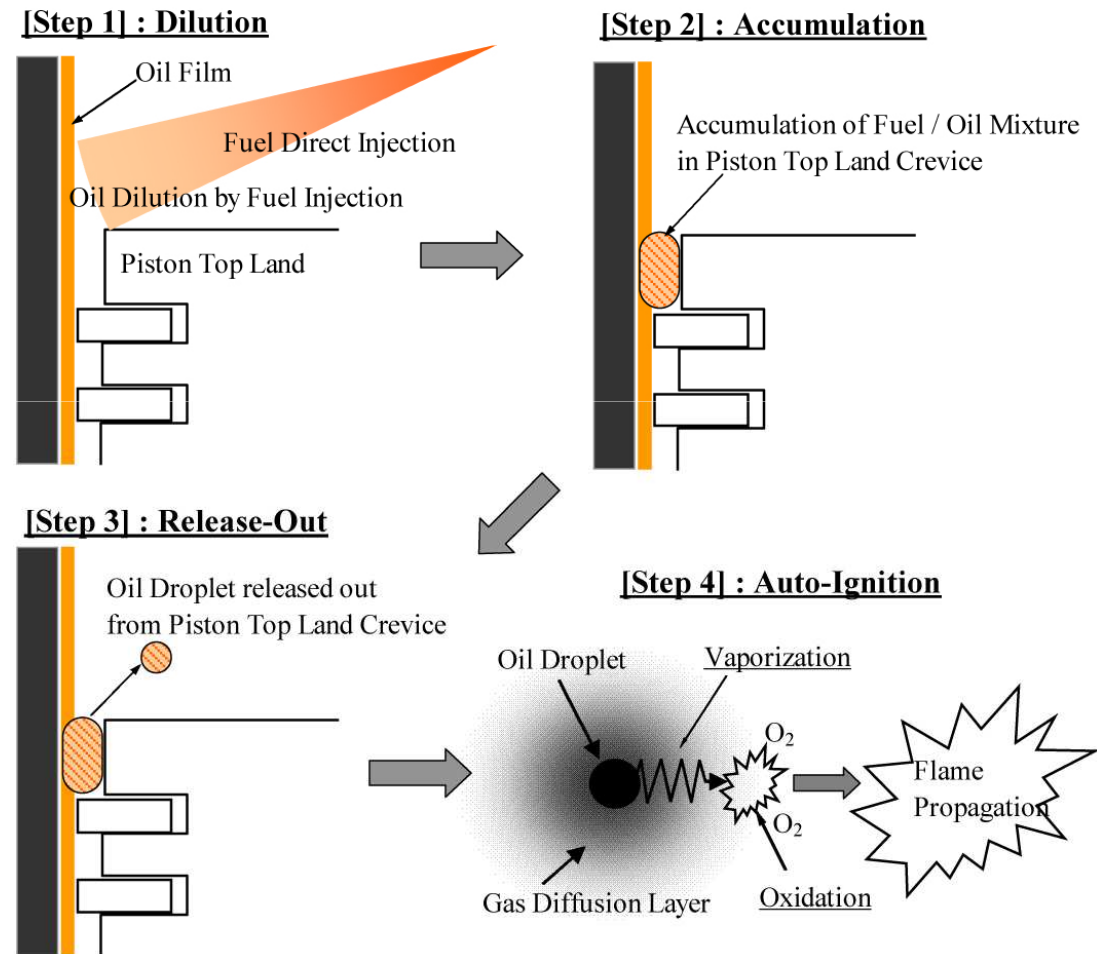 [Step 1] : Dilution
Oil Film
Fuel Direct Injection
Oil Dilution by Fuel Injection
Piston Top Land
[Step 2] : Accumulation
Accumulation of Fuel / Oil Mixture
in Piston Top Land Crevice
[Step 3] : Release-Out
Oil Droplet released out
from Piston Top Land Crevice
[Step 4] : Auto-Ignition
Oil Droplet
Vaporization
O2
O2
Gas Diffusion Layer
Oxidation
Flame
Propagation